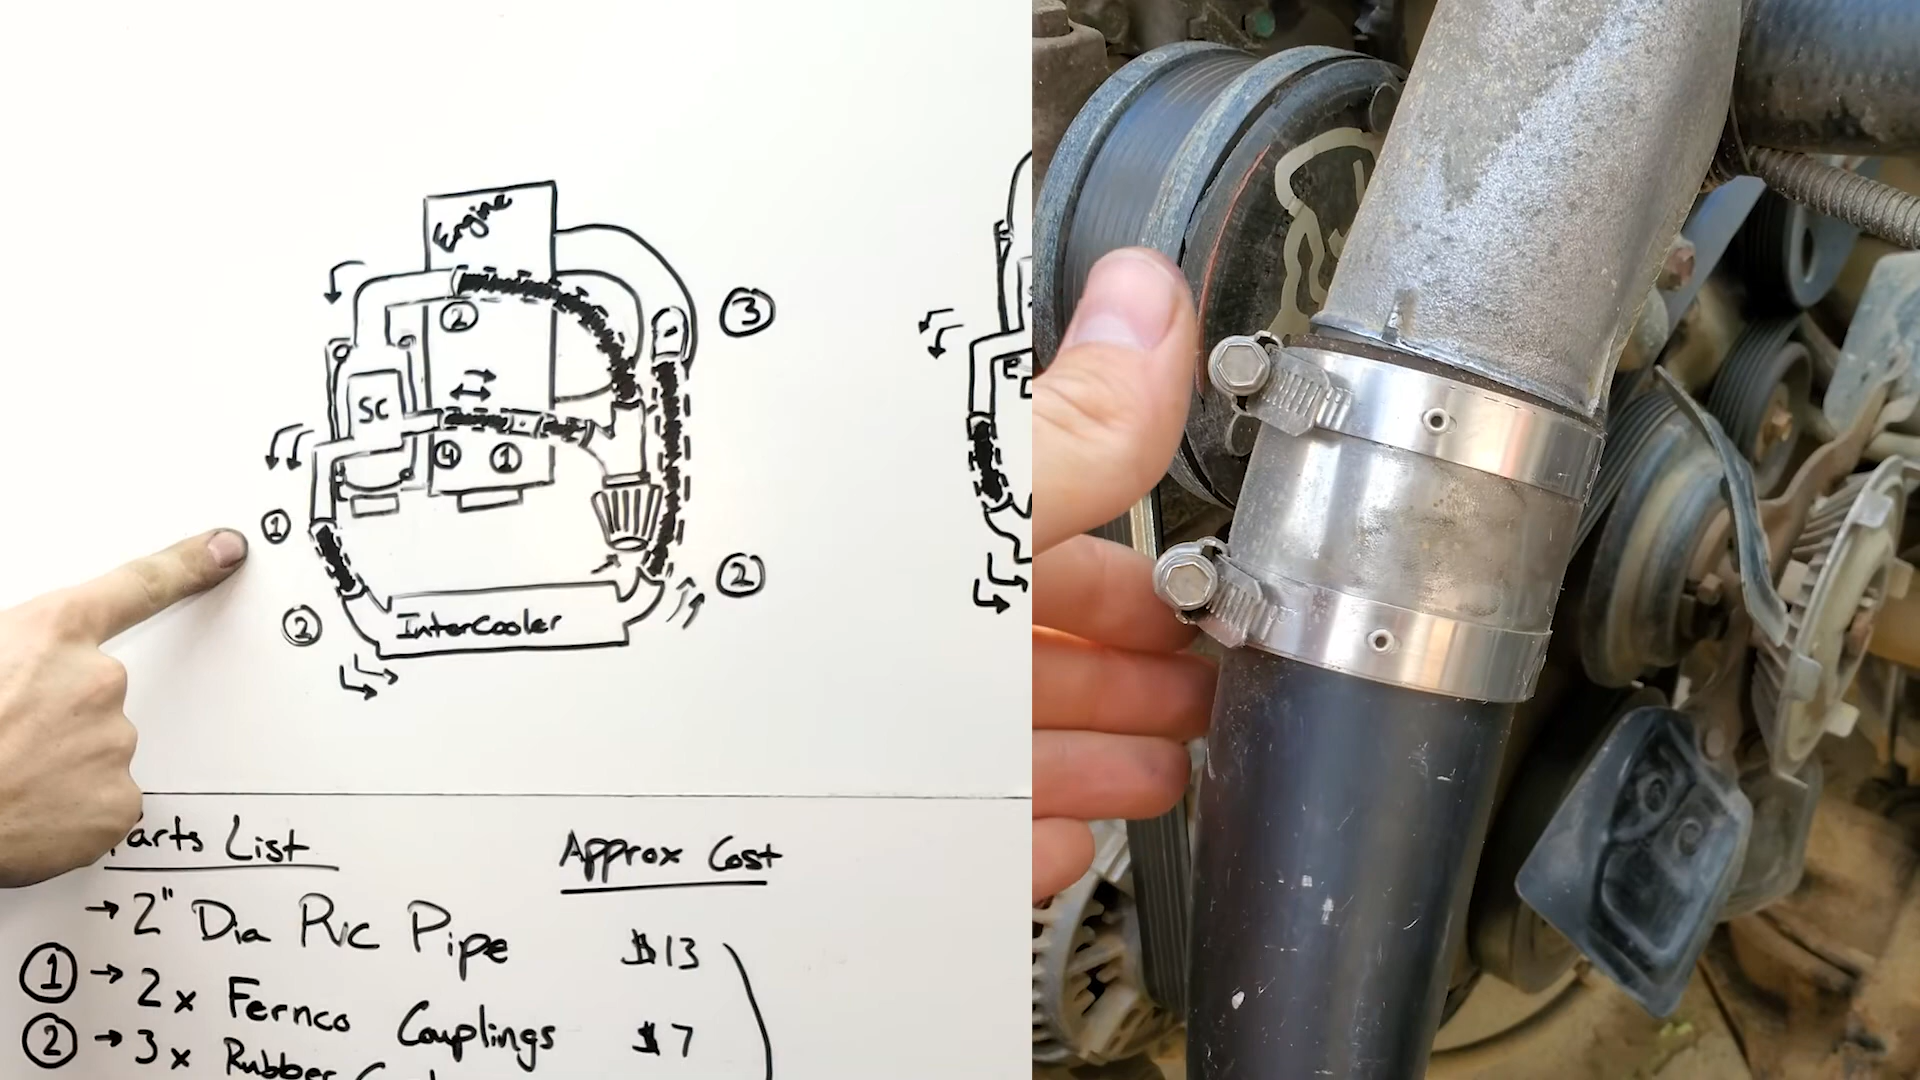 Engine
3
2
SC
4 1
1
2
Intercooler
2
Parts List
Approx Cost
→ 2" Dia PVC Pipe $13
1 → 2 x Fernco Couplings $7
2 → 3 x Rubber